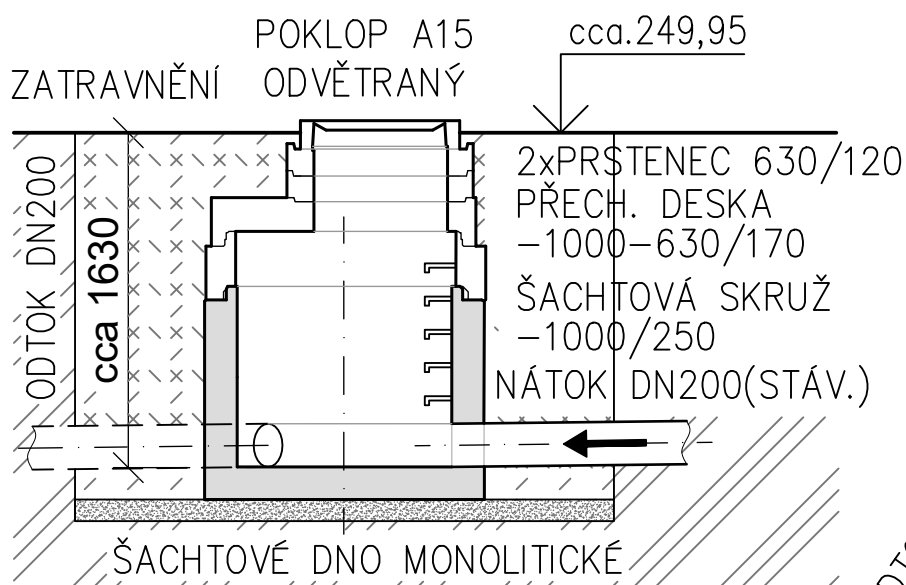 POKLOP A15
ODVĚTRANÝ
cca.249,95
ZATRAVNĚNÍ
ODTOK DN200
cca 1630
2xPRSTENEC 630/120
PŘECH. DESKA
-1000-630/170
ŠACHTOVÁ SKRUŽ
-1000/250
NÁTOK DN200(STÁV.)
ŠACHTOVÉ DNO MONOLITICKÉ